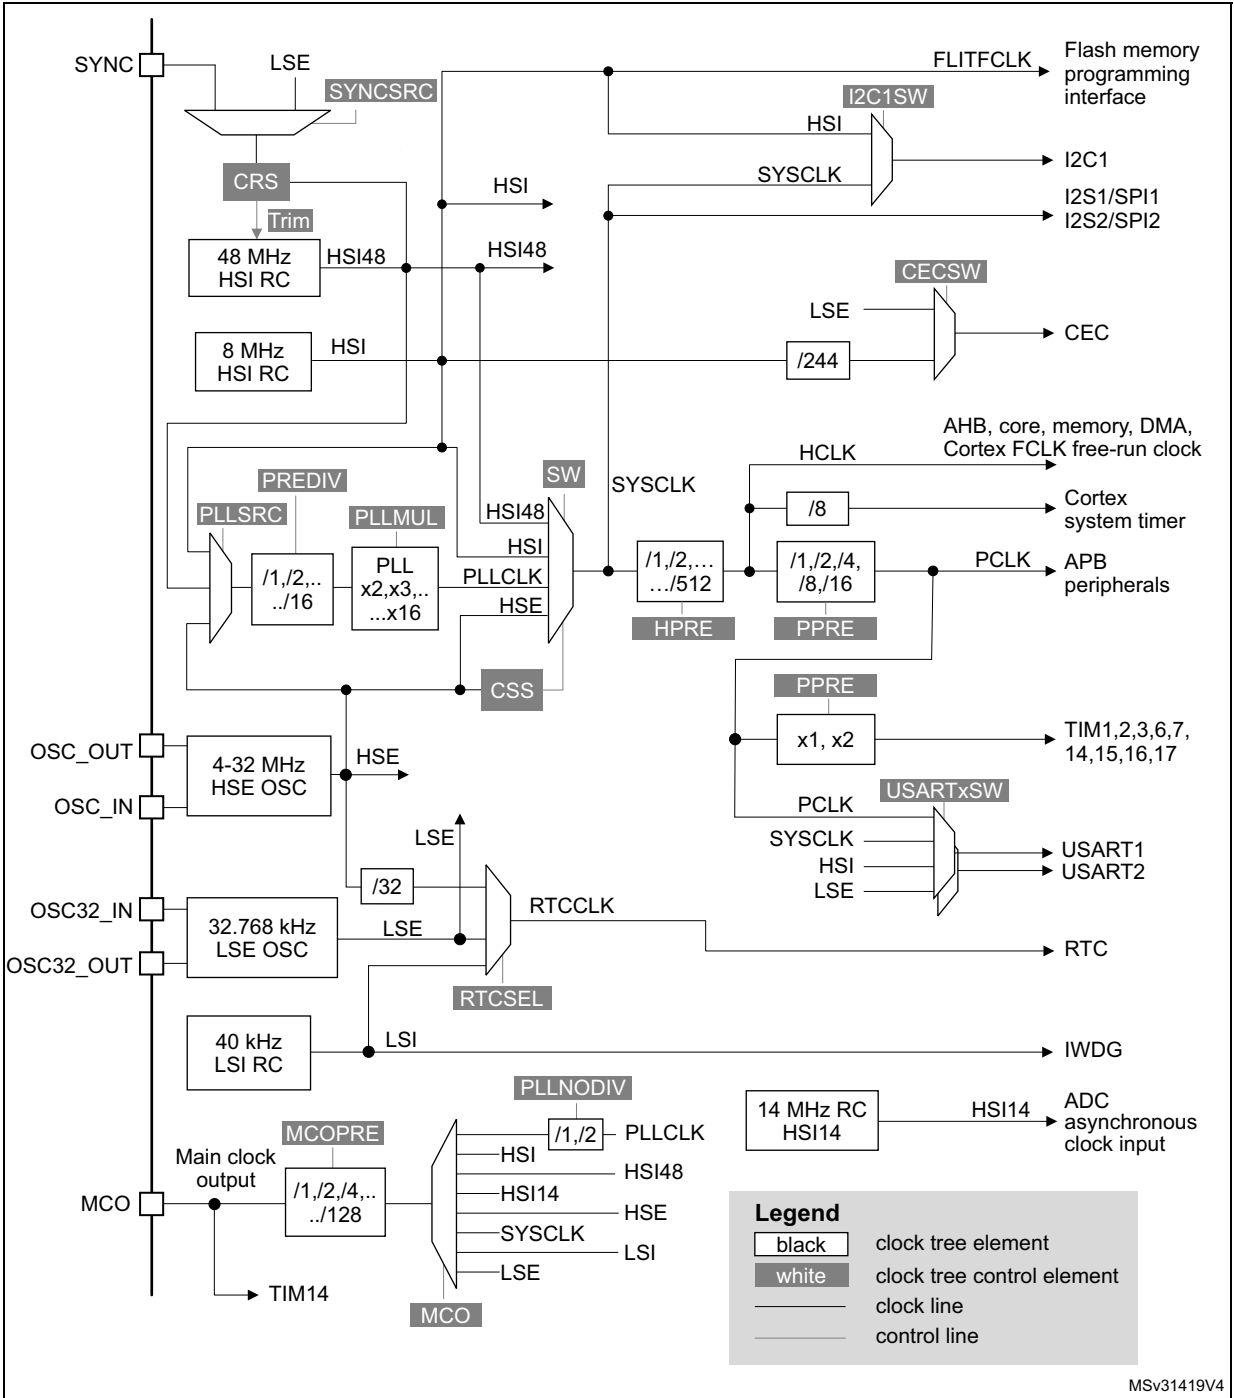 SYNC
LSE
SYNCSRC
FLITFCLK
Flash memory
programming
interface
I2C1SW
HSI
I2C1
SYSCLK
CRS
HSI
I2S1/SPI1
I2S2/SPI2
Trim
48 MHz
HSI RC
HSI48
HSI48
CECSW
LSE
CEC
8 MHz
HSI RC
HSI
/244
AHB, core, memory, DMA,
Cortex FCLK free-run clock
HCLK
PREDIV
SW
SYSCLK
PLLSRC
PLLMUL
HSI48
/8
Cortex
system timer
HSI
/1,/2,..
../16
PLL
x2,x3,..
...x16
PLLCLK
/1,/2,...
.../512
/1,/2,/4,
/8,/16
PCLK
APB
peripherals
HSE
HPRE
PPRE
CSS
PPRE
OSC_OUT
4-32 MHz
HSE OSC
HSE
x1, x2
TIM1,2,3,6,7,
14,15,16,17
OSC_IN
USARTxSW
PCLK
SYSCLK
HSI
LSE
USART1
USART2
LSE
/32
OSC32_IN
32.768 kHz
LSE OSC
LSE
RTCCLK
RTC
OSC32_OUT
RTCSEL
40 kHz
LSI RC
LSI
IWDG
PLLNODIV
14 MHz RC
HSI14
HSI14
ADC
asynchronous
clock input
MCOPRE
/1,/2
PLLCLK
Main clock
output
HSI
HSI48
MCO
/1,/2,/4,..
../128
HSI14
HSE
SYSCLK
LSI
LSE
TIM14
MCO
Legend
black
clock tree element
white
clock tree control element
clock line
control line
MSv31419V4